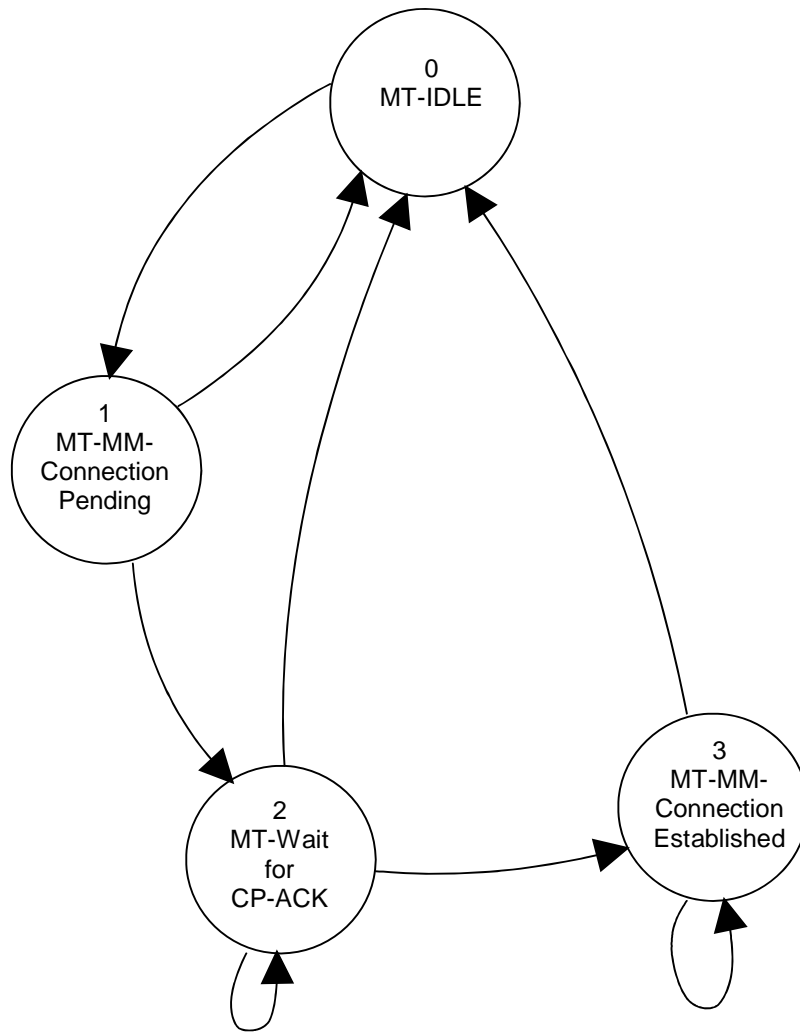 0
MT-IDLE
1
MT-MM-
Connection
Pending
2
MT-Wait
for
CP-ACK
3
MT-MM-
Connection
Established